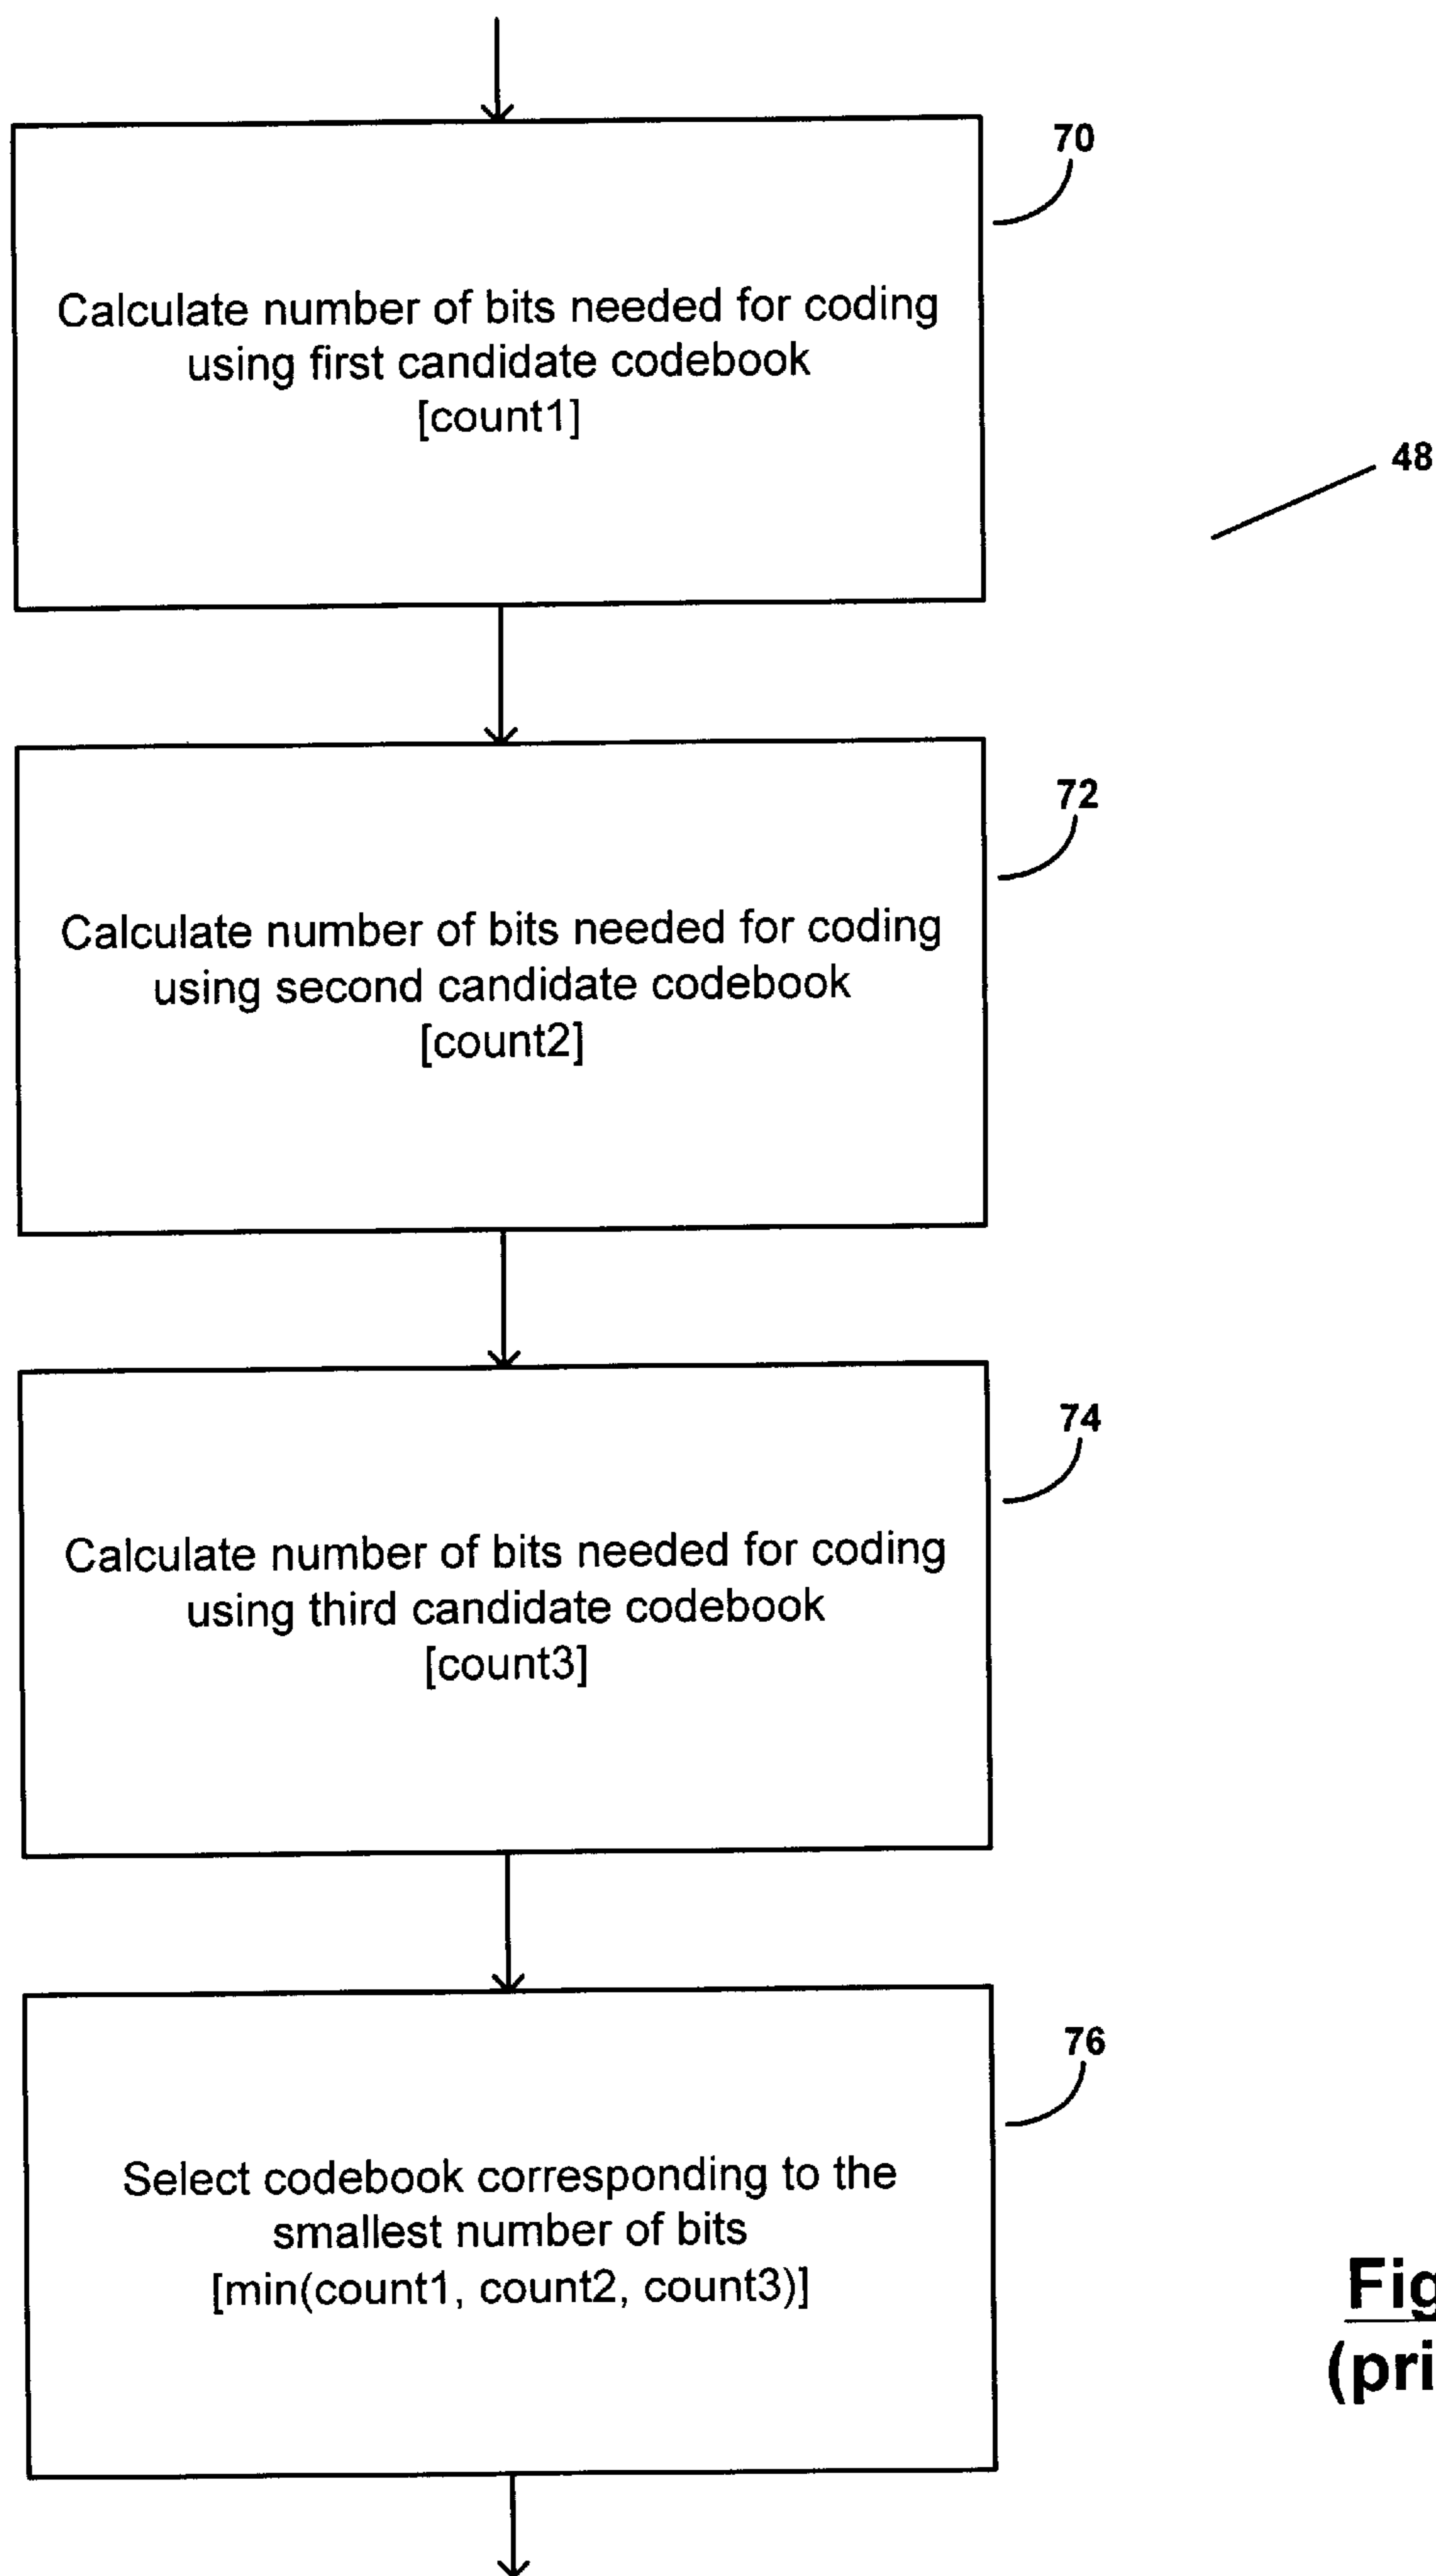 70
Calculate number of bits needed for coding
using first candidate codebook
[count1]
48
72
Calculate number of bits needed for coding
using second candidate codebook
[count2]
74
Calculate number of bits needed for coding
using third candidate codebook
[count3]
76
Select codebook corresponding to the
smallest number of bits
[min(count1, count2, count3)]